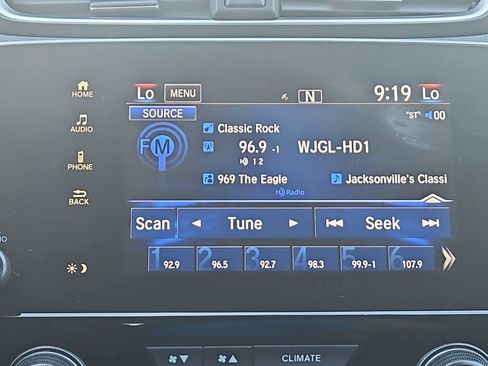 Lo MENU N 9:19 Lo
HOME
SOURCE
"ST" 00
Classic Rock
AUDIO
FM
96.9 -1 WJGL-HD1
1 2
PHONE
969 The Eagle Jacksonville's Classi
HD Radio
BACK
Scan Tune Seek
1 92.9 2 96.5 3 92.7 4 98.3 5 99.9-1 6 107.9
CLIMATE